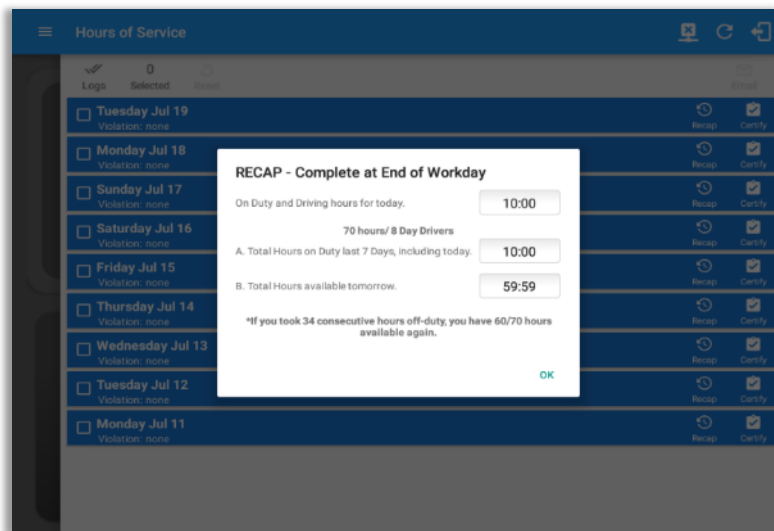 Hours of Service
0
Logs Selected Reset
Email
Tuesday Jul 19
Violation: none
Recap Certify
Monday Jul 18
Violation: none
Recap Certify
Sunday Jul 17
Violation: none
Recap Certify
Saturday Jul 16
Violation: none
Recap Certify
Friday Jul 15
Violation: none
Recap Certify
Thursday Jul 14
Violation: none
Recap Certify
Wednesday Jul 13
Violation: none
Recap Certify
Tuesday Jul 12
Violation: none
Recap Certify
Monday Jul 11
Violation: none
Recap Certify
RECAP - Complete at End of Workday
On Duty and Driving hours for today. 10:00
70 hours/ 8 Day Drivers
A. Total Hours on Duty last 7 Days, including today. 10:00
B. Total Hours available tomorrow. 59:59
*If you took 34 consecutive hours off-duty, you have 60/70 hours
available again.
OK